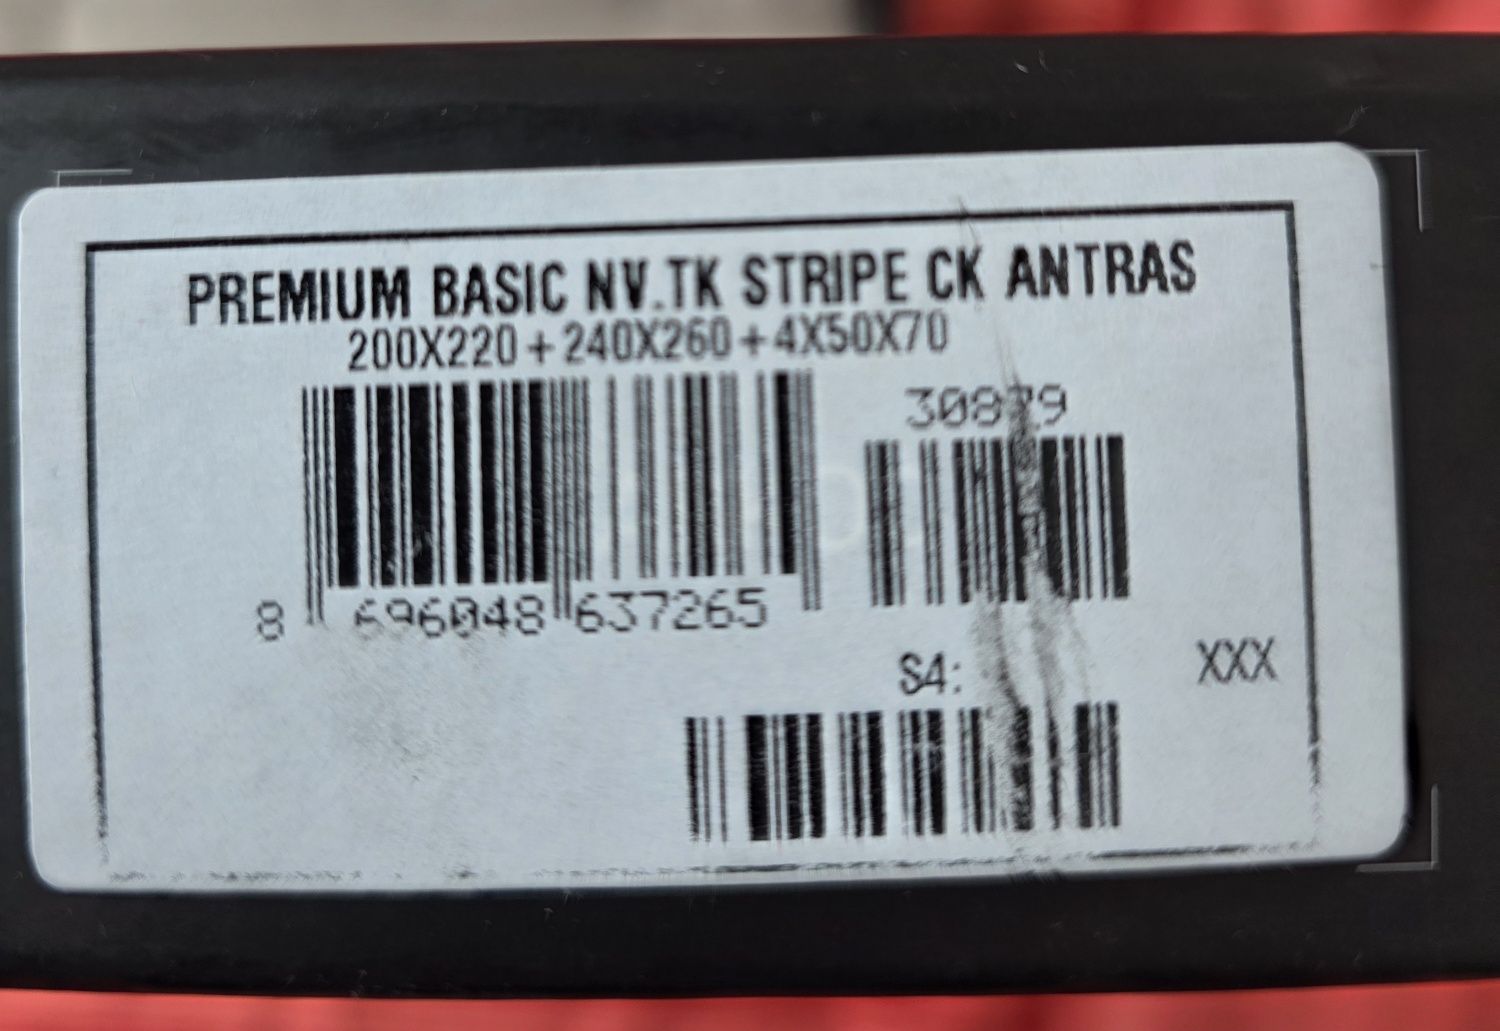 PREMIUM BASIC NV.TK STRIPE CK ANTRAS
200X220 + 240X260 + 4X50X70
8 696048 637265
S4:
XXX